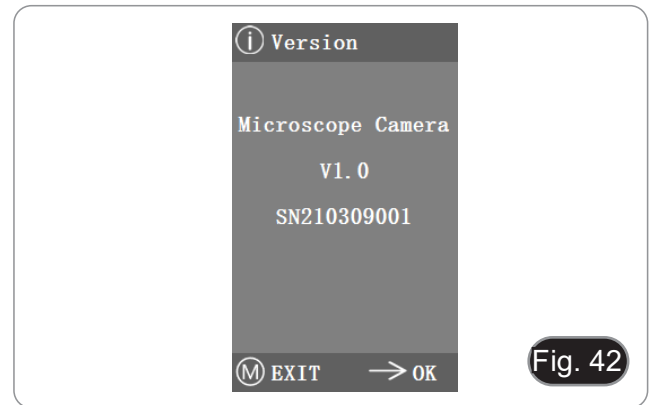 i Version
Microscope Camera
V1.0
SN210309001
M EXIT → OK
Fig. 42